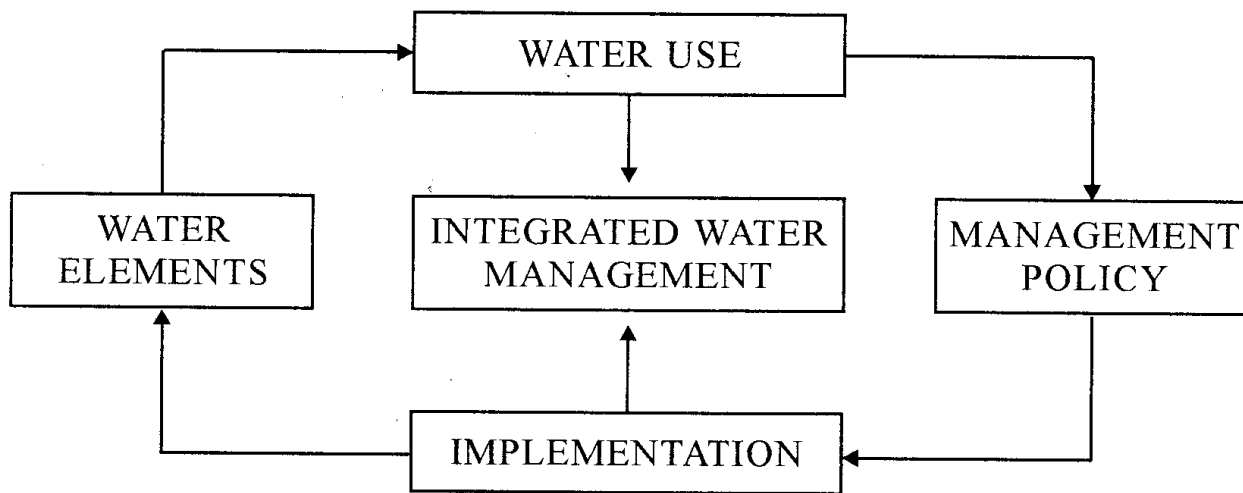 WATER USE
WATER
ELEMENTS
INTEGRATED WATER
MANAGEMENT
MANAGEMENT
POLICY
IMPLEMENTATION